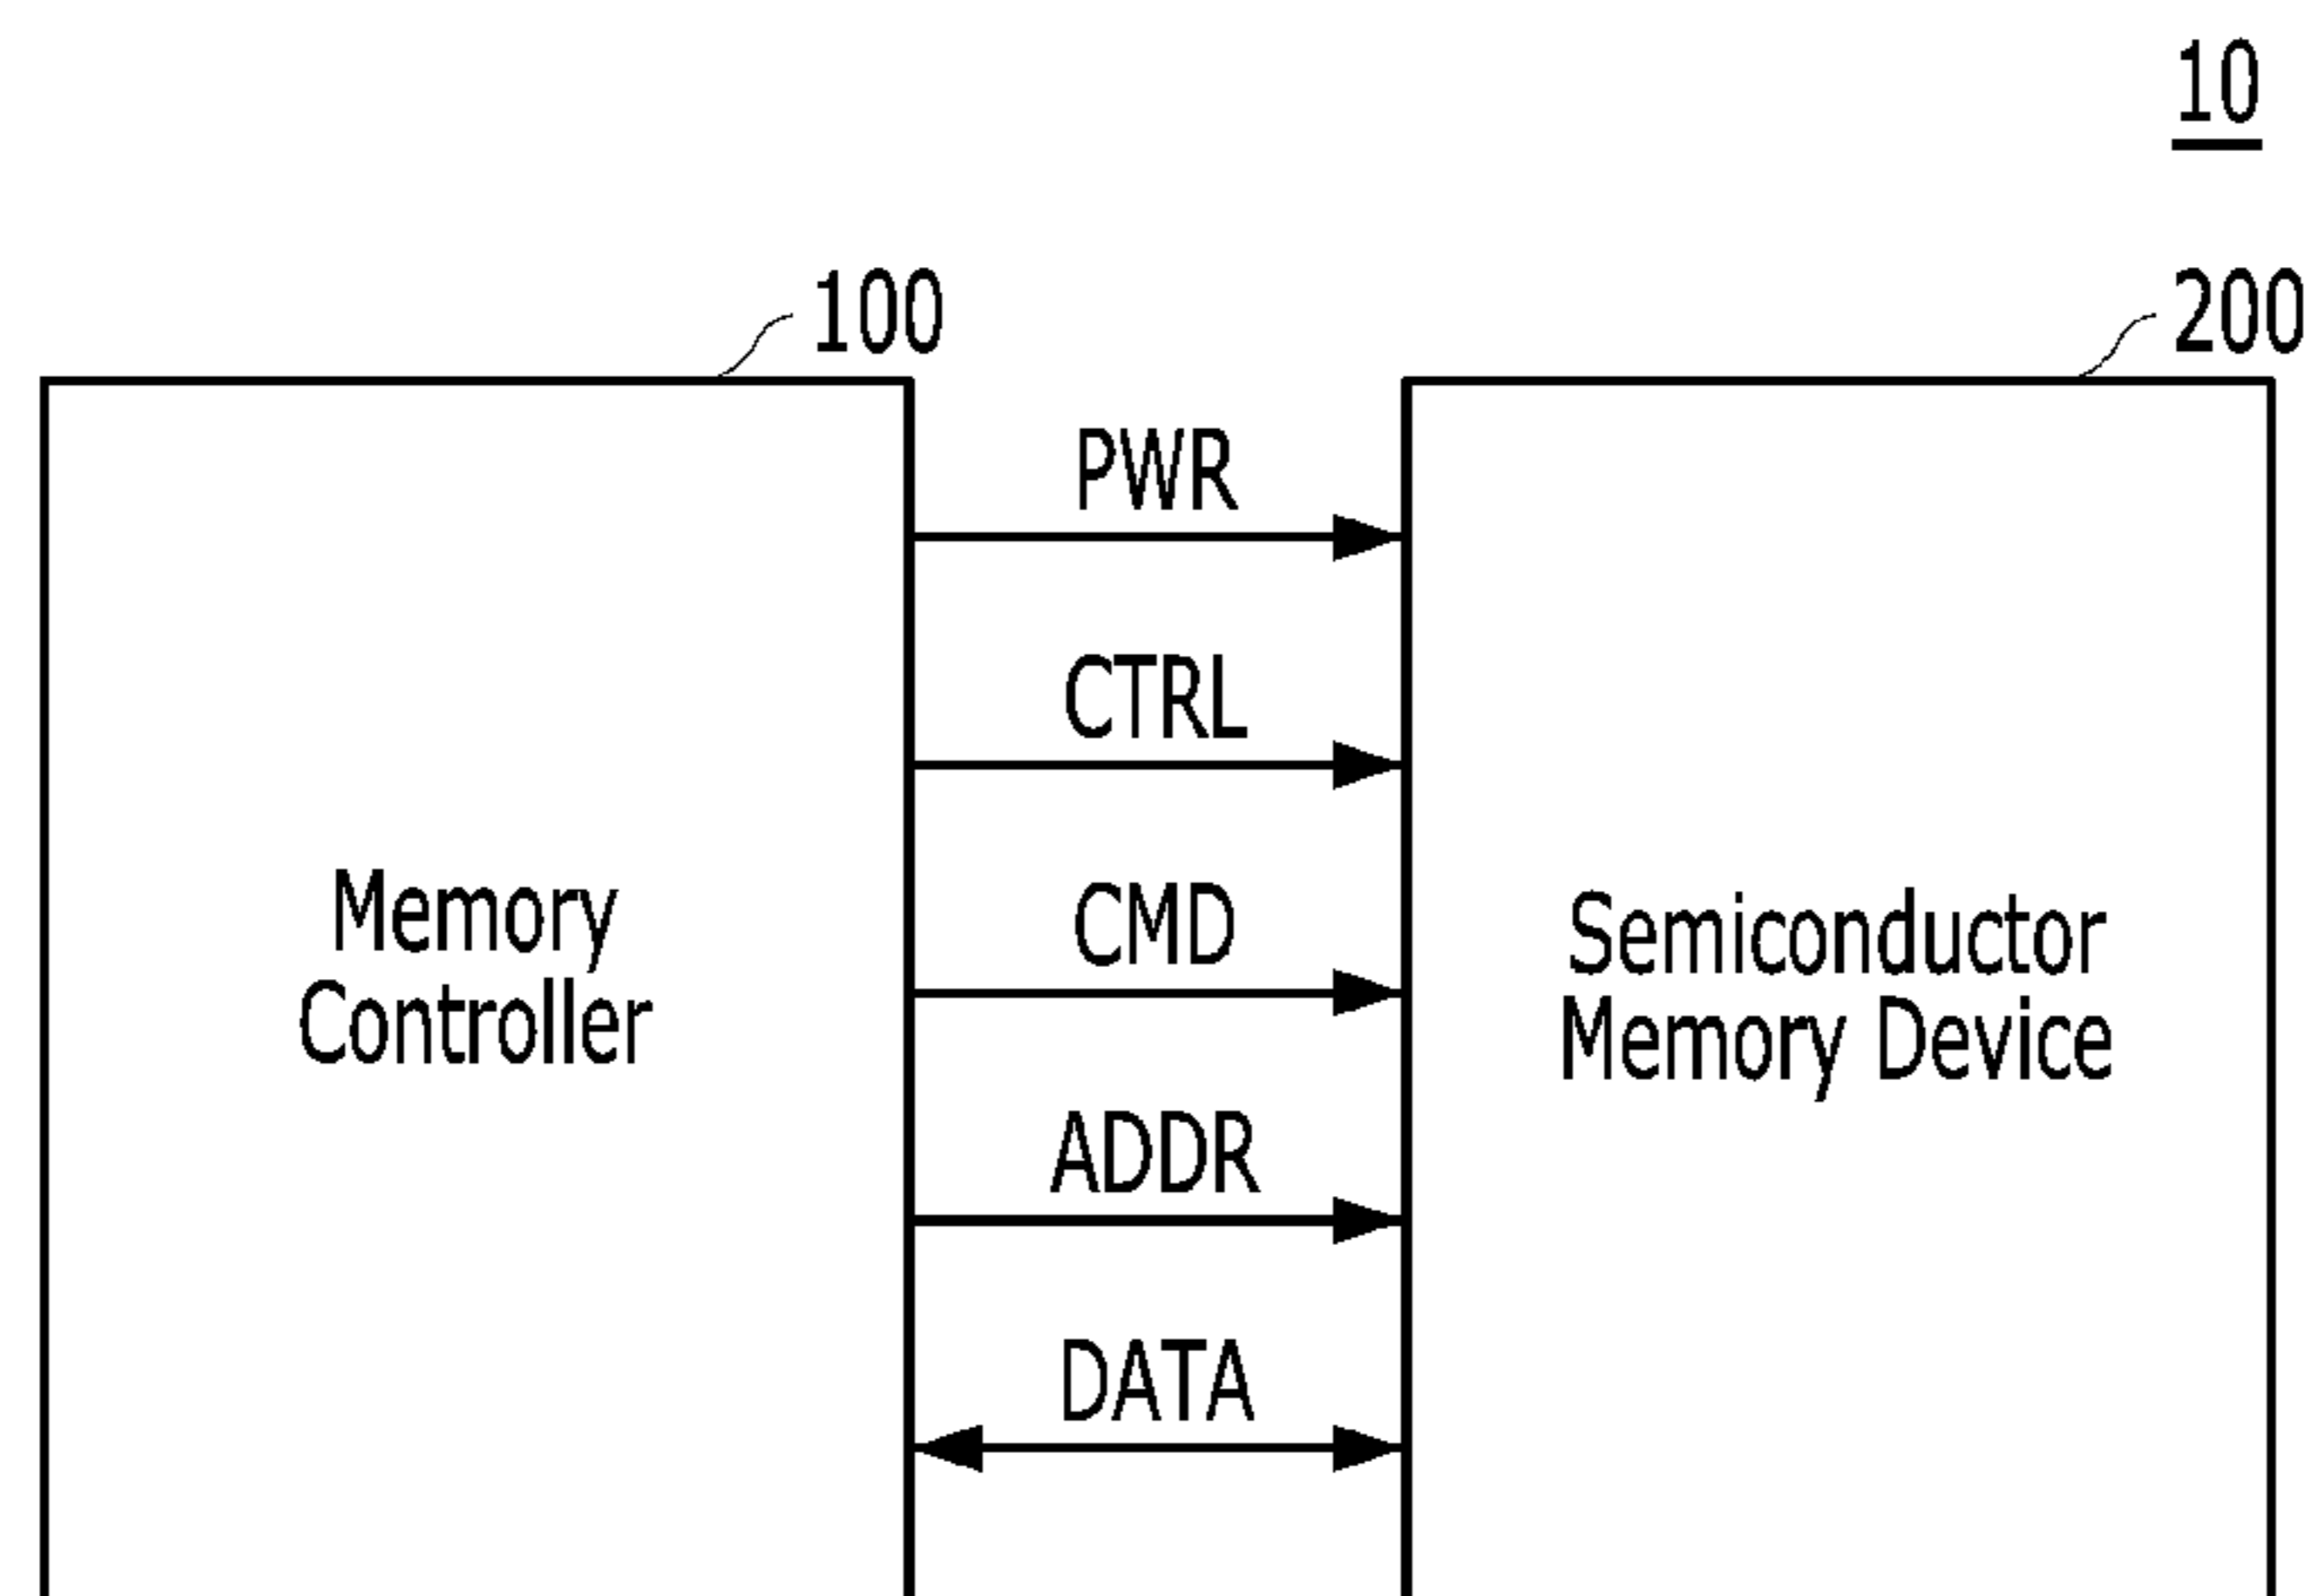 10
100
200
PWR
CTRL
CMD
ADDR
DATA
Memory
Controller
Semiconductor
Memory Device